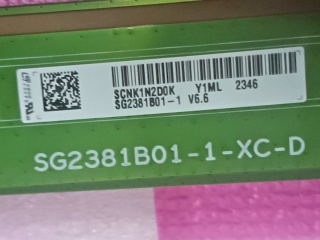 SCNK1N2D0K Y1ML 2346
SG2381B01-1 V6.6
SG2381B01-1-XC-D